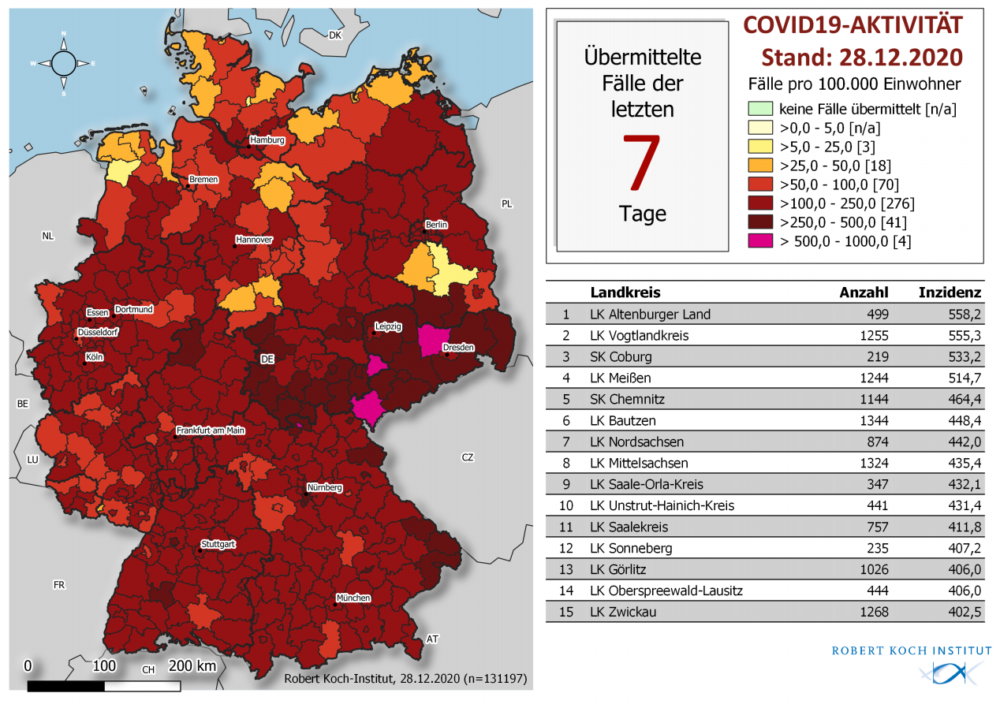 N
W E
S
DK
PL
NL
BE
LU
FR
CH
AT
CZ
DE
Hamburg
Bremen
Berlin
Hannover
Essen
Dortmund
Düsseldorf
Köln
Leipzig
Dresden
Frankfurt am Main
Nürnberg
Stuttgart
München
0 100 200 km
Robert Koch-Institut, 28.12.2020 (n=131197)
Übermittelte
Fälle der
letzten
7
Tage
COVID19-AKTIVITÄT
Stand: 28.12.2020
Fälle pro 100.000 Einwohner
keine Fälle übermittelt [n/a]
>0,0 - 5,0 [n/a]
>5,0 - 25,0 [3]
>25,0 - 50,0 [18]
>50,0 - 100,0 [70]
>100,0 - 250,0 [276]
>250,0 - 500,0 [41]
> 500,0 - 1000,0 [4]
Landkreis Anzahl Inzidenz
1 LK Altenburger Land 499 558,2
2 LK Vogtlandkreis 1255 555,3
3 SK Coburg 219 533,2
4 LK Meißen 1244 514,7
5 SK Chemnitz 1144 464,4
6 LK Bautzen 1344 448,4
7 LK Nordsachsen 874 442,0
8 LK Mittelsachsen 1324 435,4
9 LK Saale-Orla-Kreis 347 432,1
10 LK Unstrut-Hainich-Kreis 441 431,4
11 LK Saalekreis 757 411,8
12 LK Sonneberg 235 407,2
13 LK Görlitz 1026 406,0
14 LK Oberspreewald-Lausitz 444 406,0
15 LK Zwickau 1268 402,5
ROBERT KOCH INSTITUT